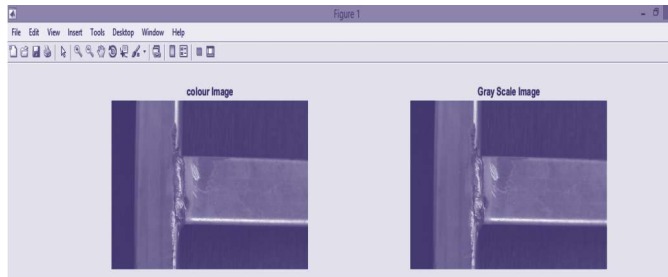 Figure 1
File Edit View Insert Tools Desktop Window Help
colour Image
Gray Scale Image